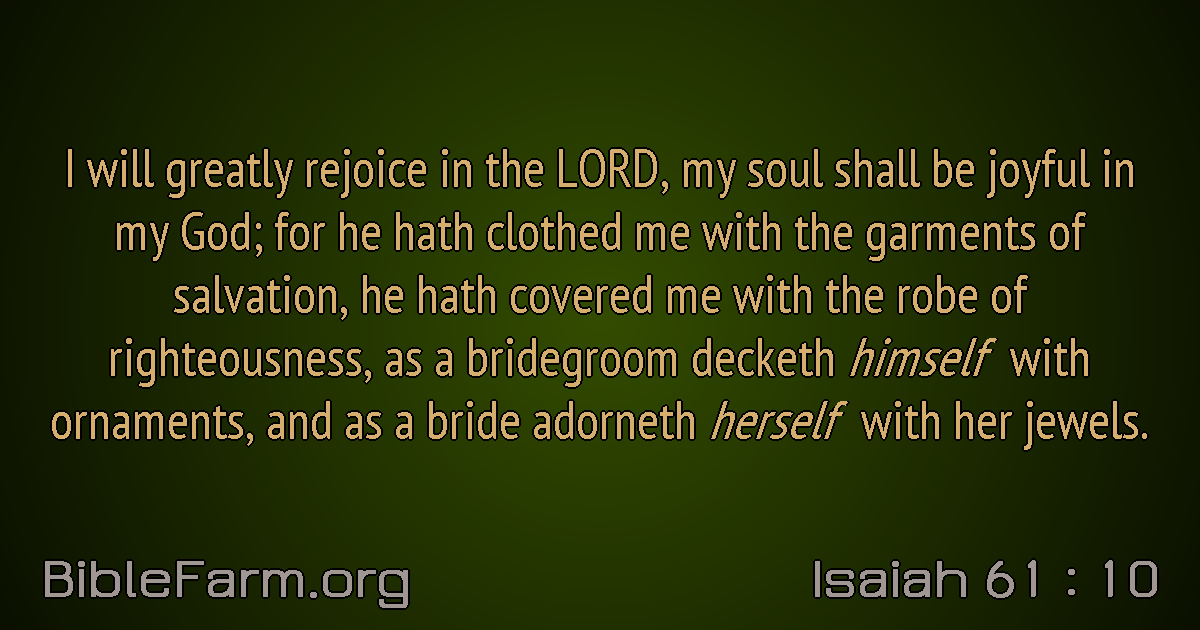 I will greatly rejoice in the LORD, my soul shall be joyful in
my God; for he hath clothed me with the garments of
salvation, he hath covered me with the robe of
righteousness, as a bridegroom decketh himself with
ornaments, and as a bride adorneth herself with her jewels.
BibleFarm.org
Isaiah 61 : 10